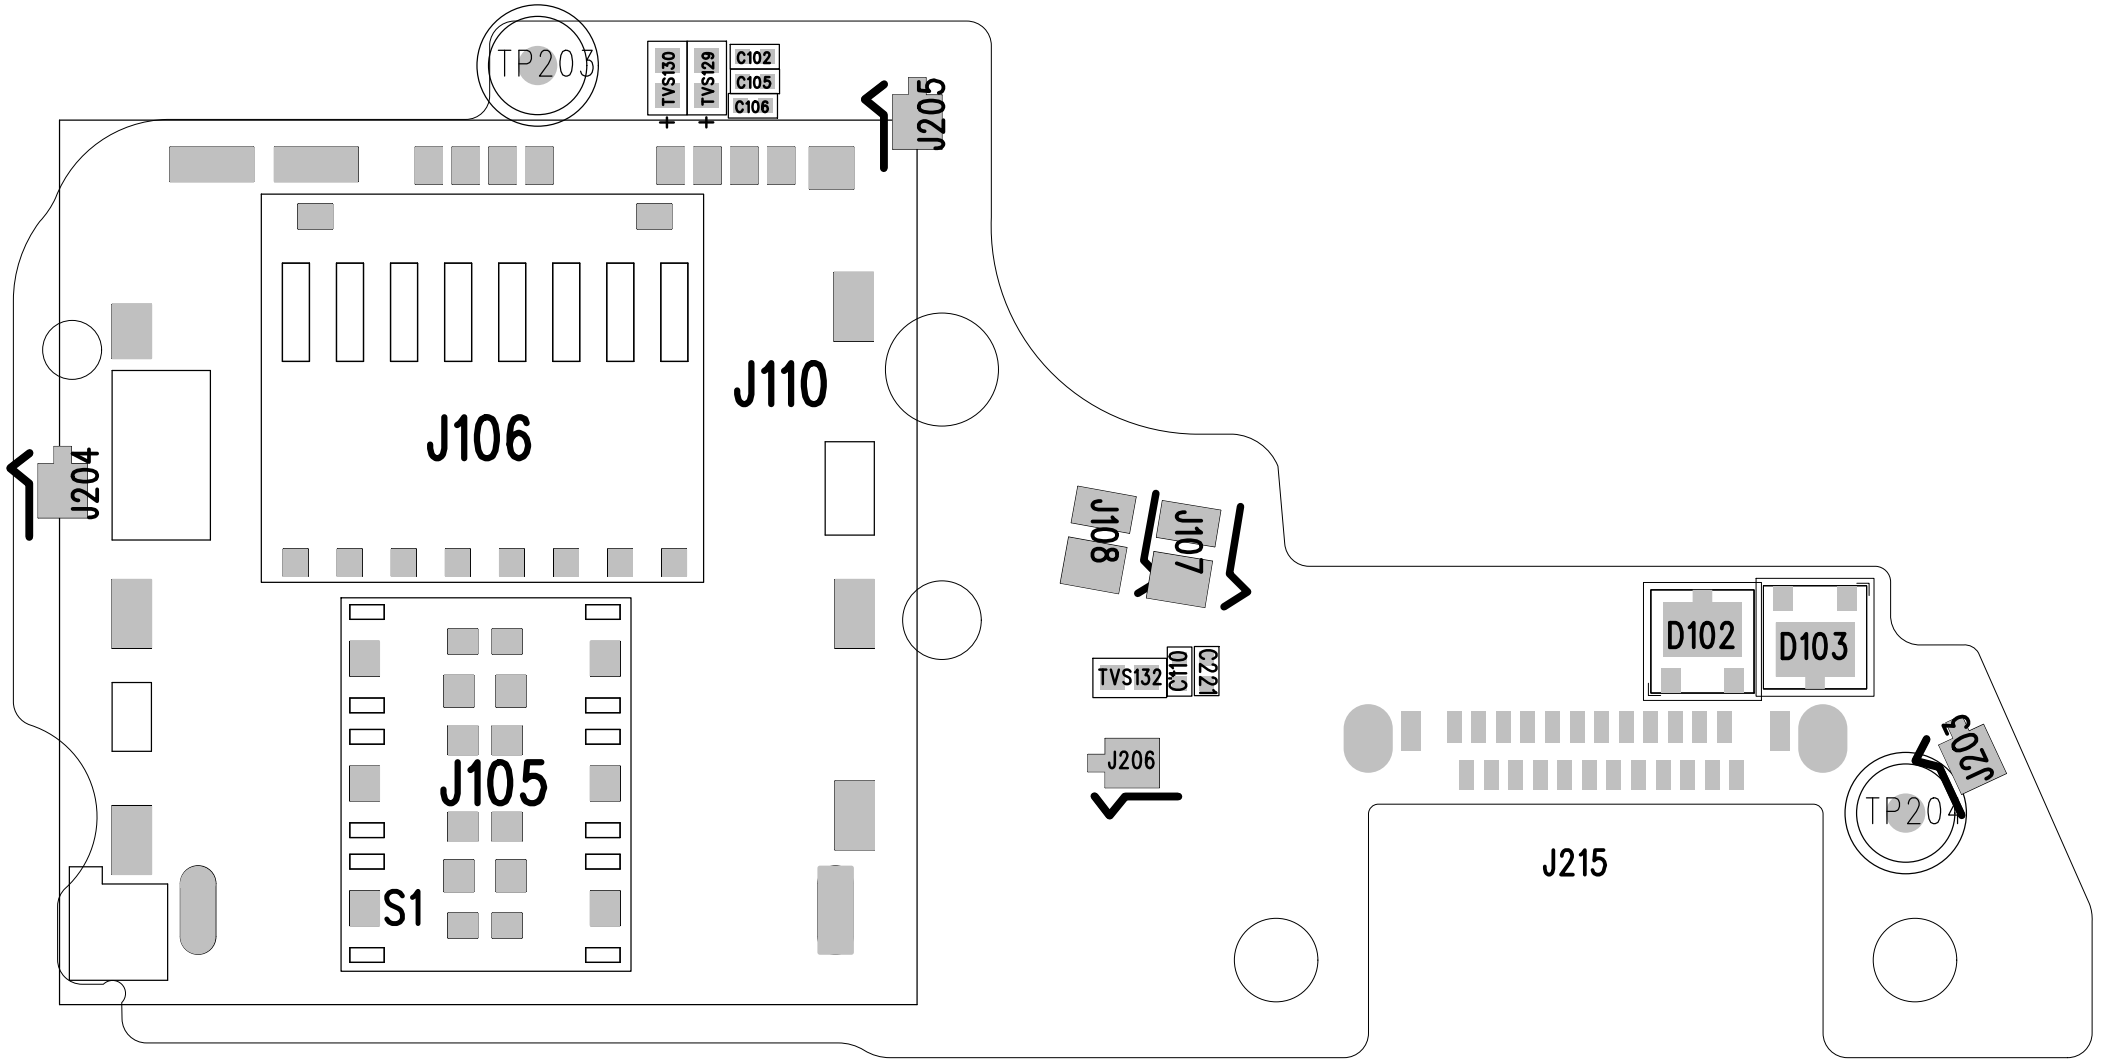 TP203
TVS130
TVS129
C102
C105
C106
+
+
J205
J110
J106
J204
J108
J107
D102
D103
TVS132
C110
C221
J203
J206
J105
TP204
J215
S1